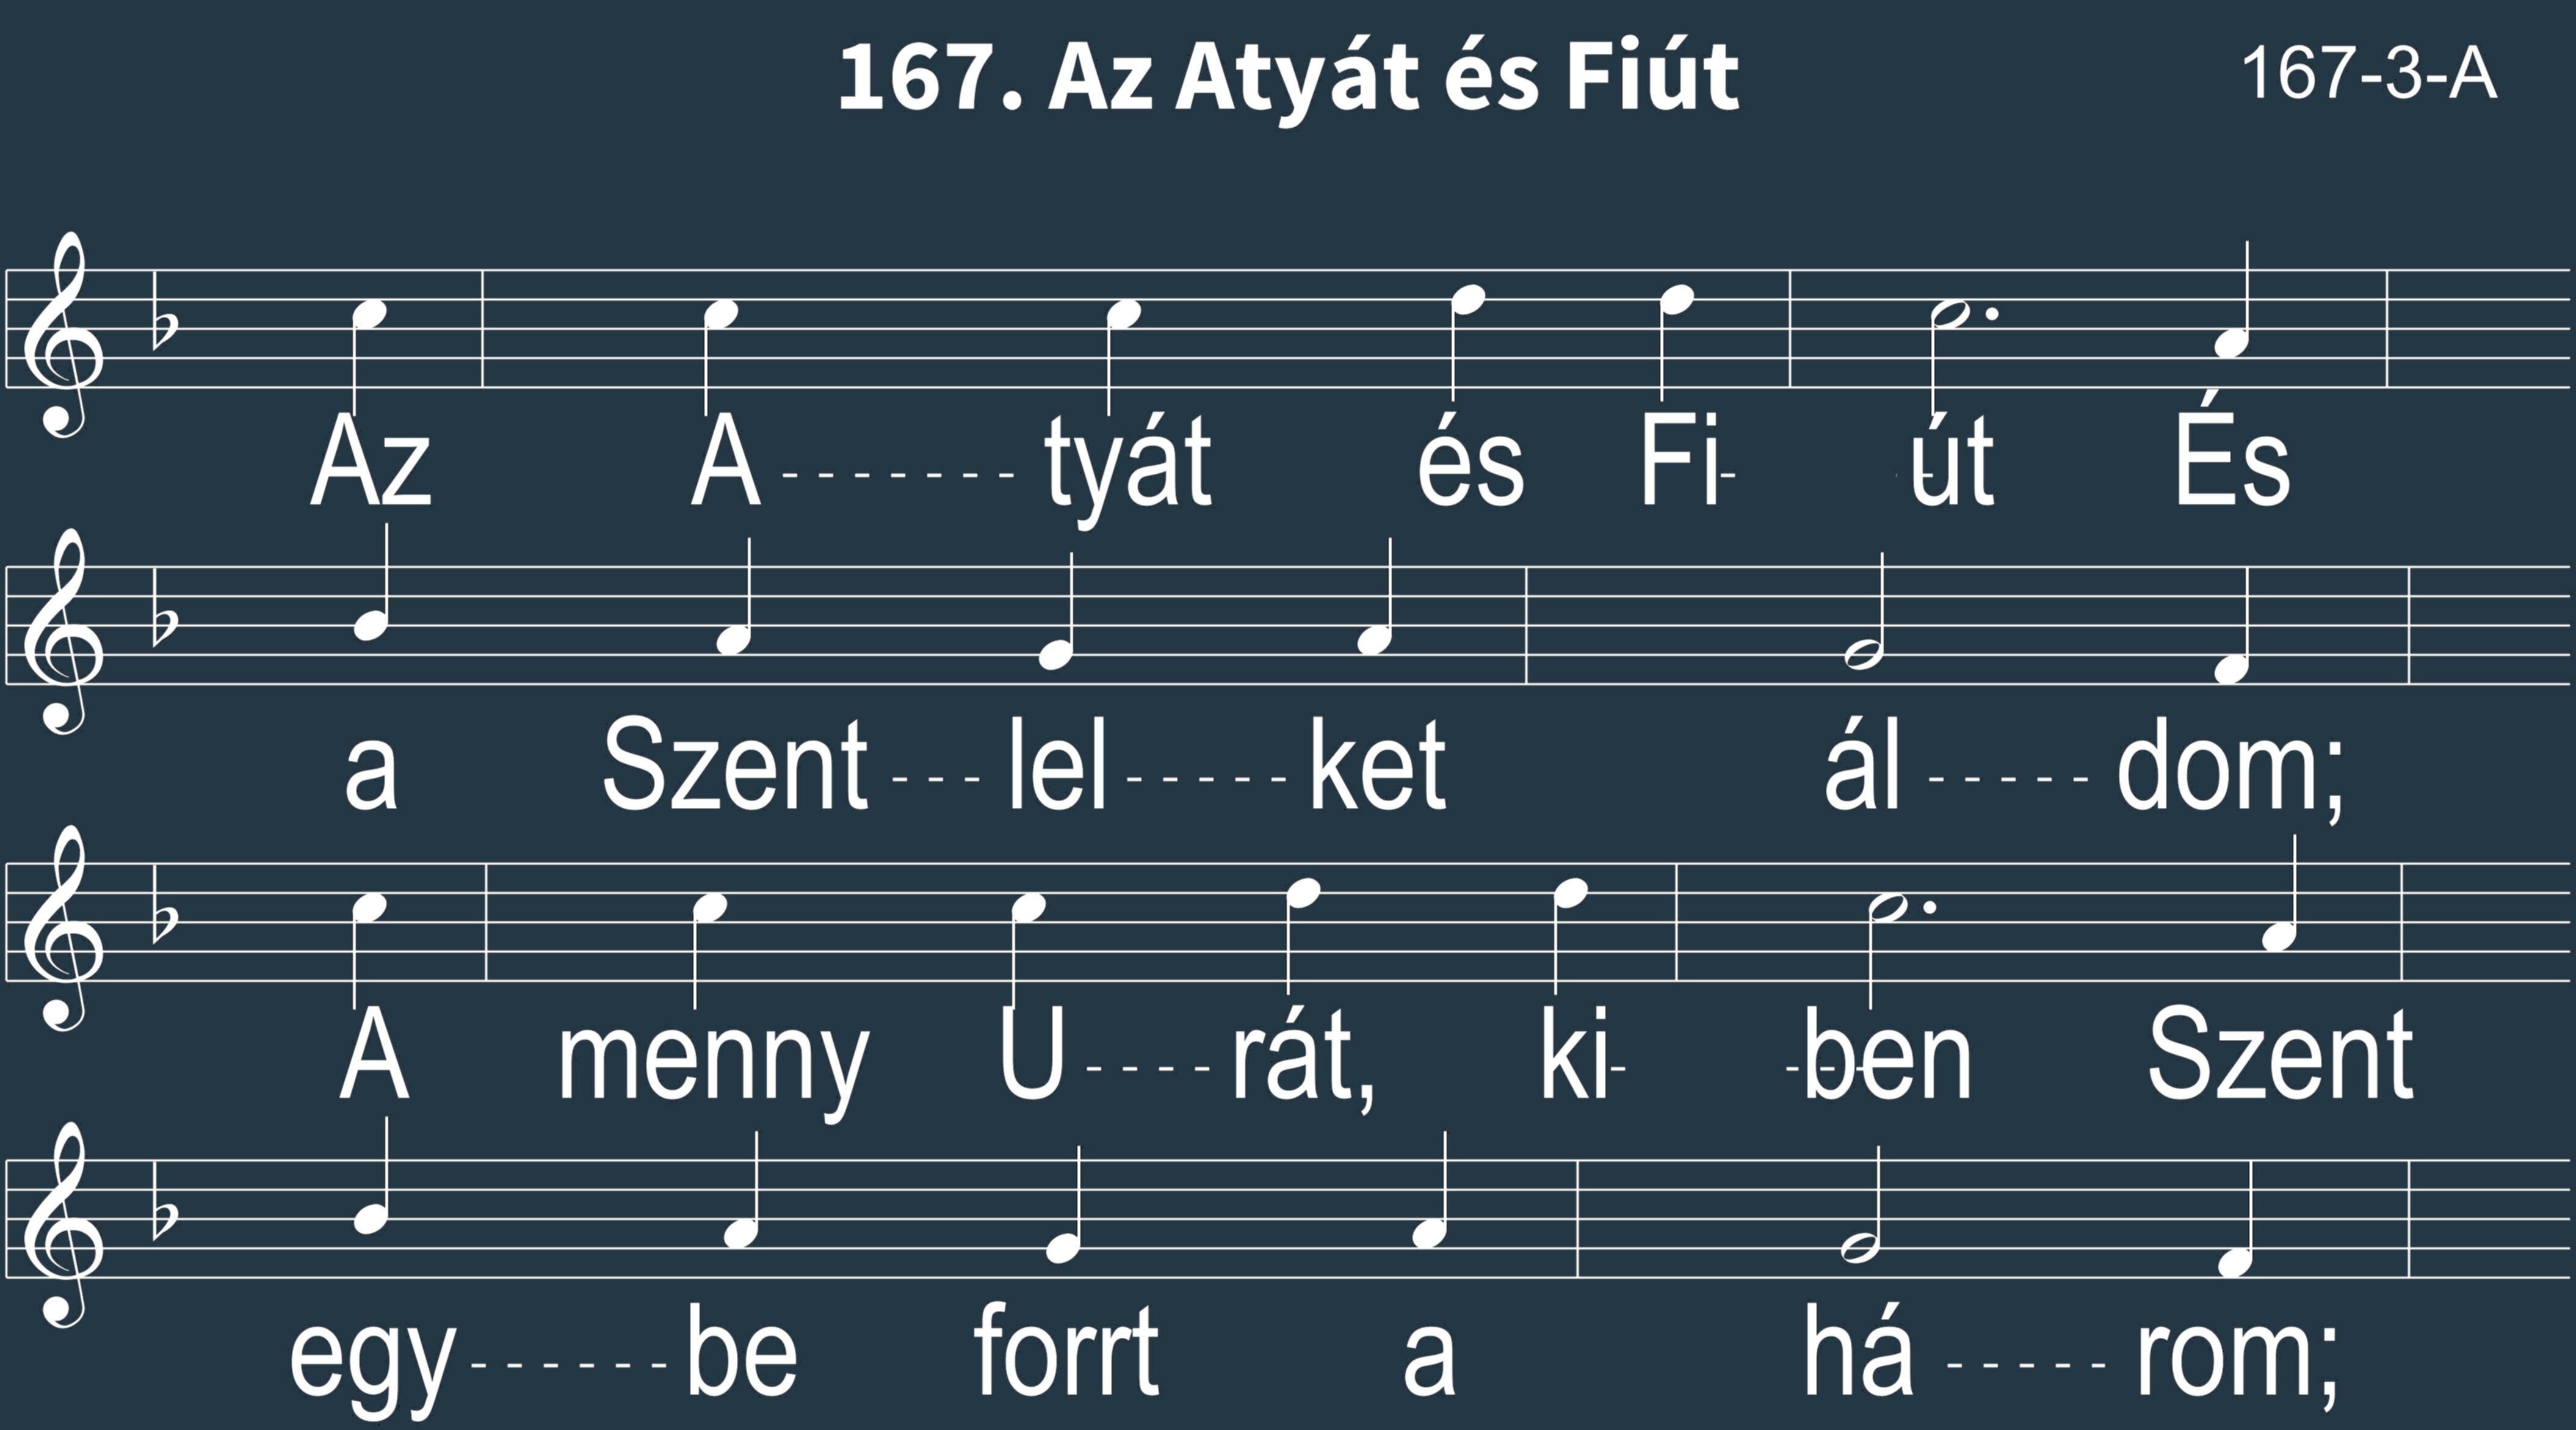 167. Az Atyát és Fiút
167-3-A
Az A - - - - - - - tyát és Fi- - út És
a Szent - - - lel - - - - - ket ál - - - - - dom;
A menny U - - - - rát, ki- - - ben Szent
egy - - - - - - be forrt a há - - - - - rom;